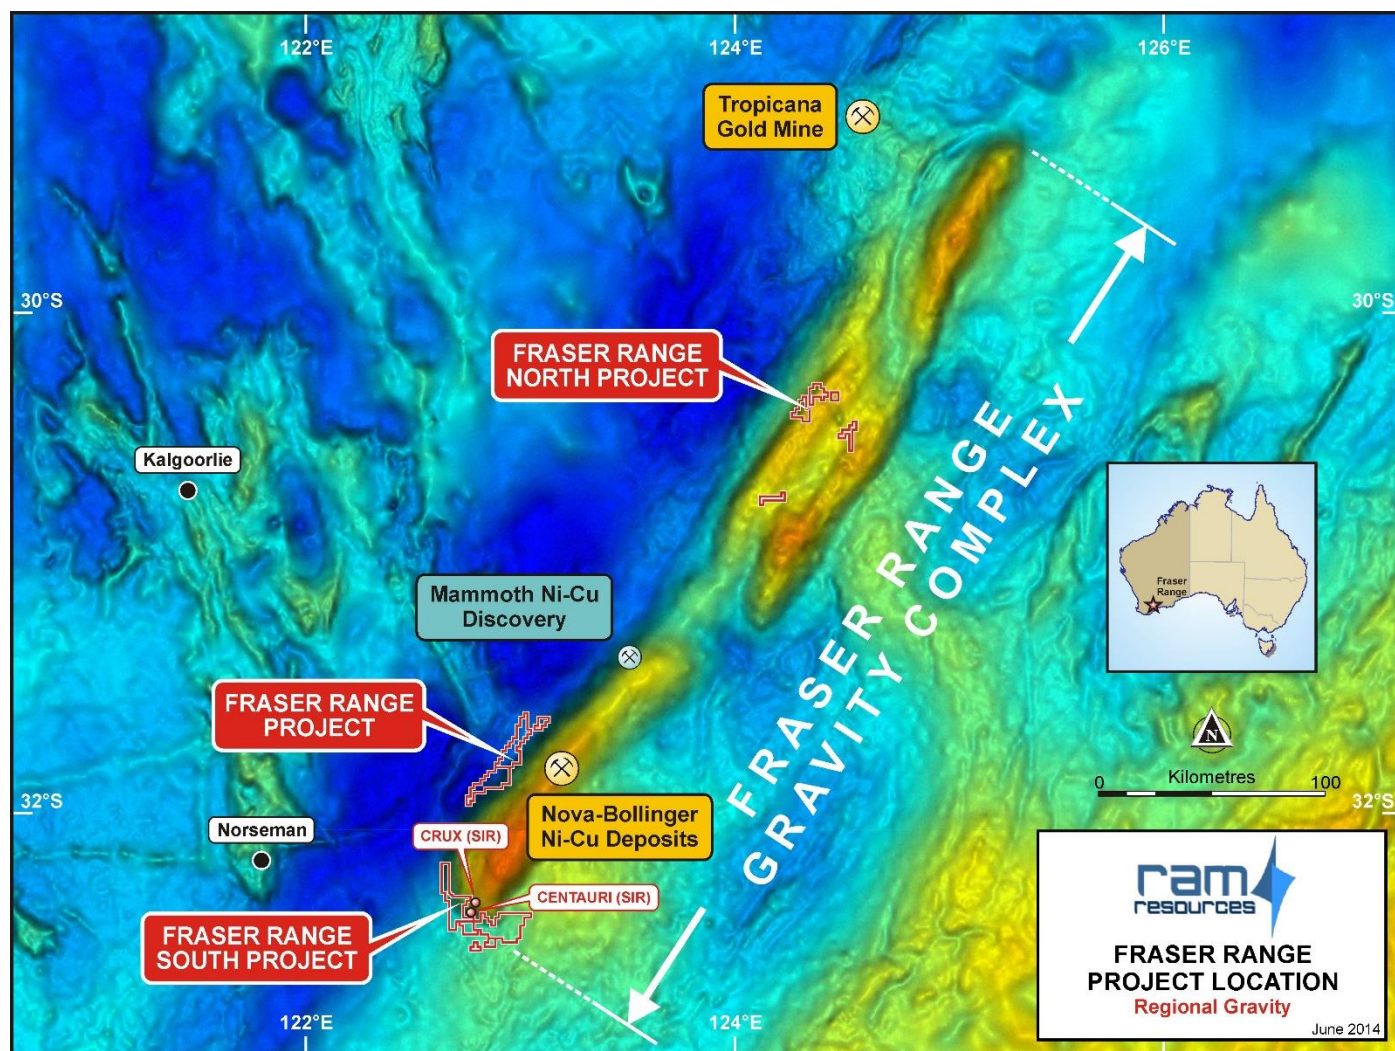 122°E
124°E
126°E
Tropicana
Gold Mine
30°S
30°S
FRASER RANGE
NORTH PROJECT
Kalgoorlie
FRASER RANGE
GRAVITY COMPLEX
Fraser
Range
Mammoth Ni-Cu
Discovery
FRASER RANGE
PROJECT
N
0
Kilometres
100
32°S
32°S
Nova-Bollinger
Ni-Cu Deposits
Norseman
CRUX (SIR)
CENTAURI (SIR)
FRASER RANGE
SOUTH PROJECT
ram
resources
FRASER RANGE
PROJECT LOCATION
Regional Gravity
June 2014
122°E
124°E